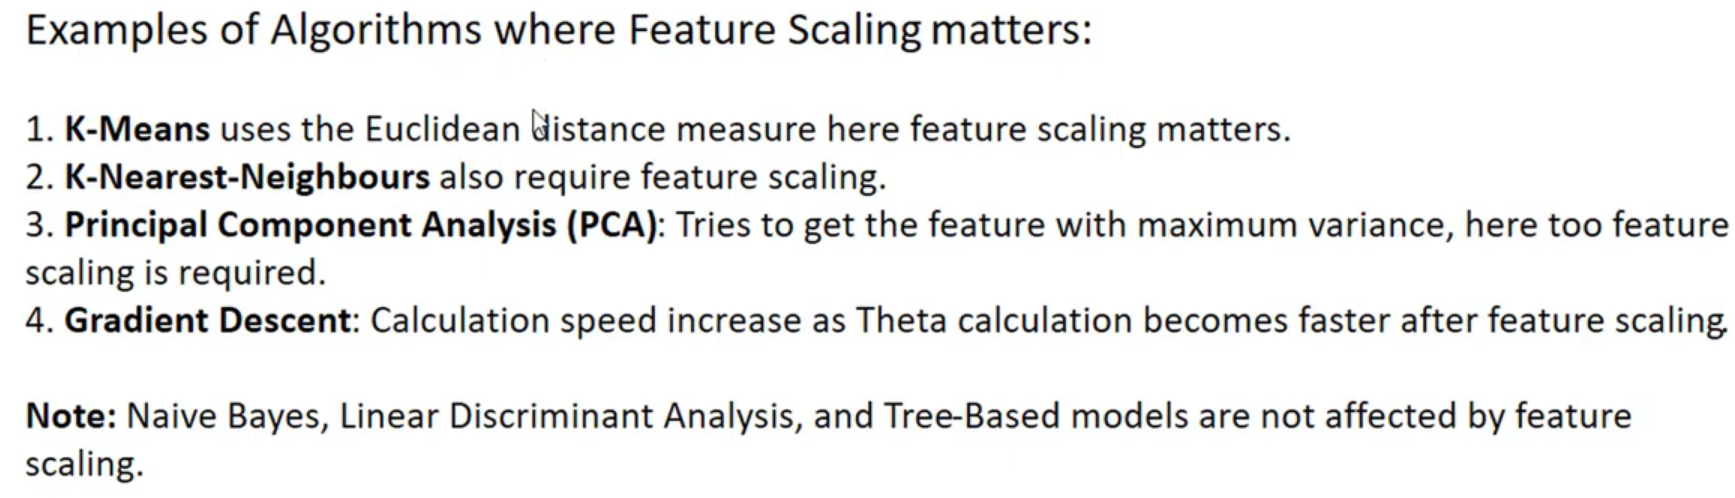 Examples of Algorithms where Feature Scaling matters:
1. K-Means uses the Euclidean distance measure here feature scaling matters.
2. K-Nearest-Neighbours also require feature scaling.
3. Principal Component Analysis (PCA): Tries to get the feature with maximum variance, here too feature
scaling is required.
4. Gradient Descent: Calculation speed increase as Theta calculation becomes faster after feature scaling.
Note: Naive Bayes, Linear Discriminant Analysis, and Tree-Based models are not affected by feature
scaling.